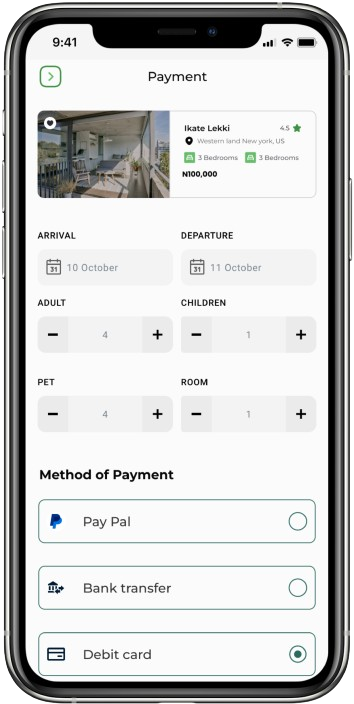 9:41
Payment
Ikate Lekki 4.5
Western land New york, US
3 Bedrooms 3 Bedrooms
N100,000
ARRIVAL DEPARTURE
31 10 October 31 11 October
ADULT CHILDREN
− 4 + − 1 +
PET ROOM
− 4 + − 1 +
Method of Payment
Pay Pal
Bank transfer
Debit card